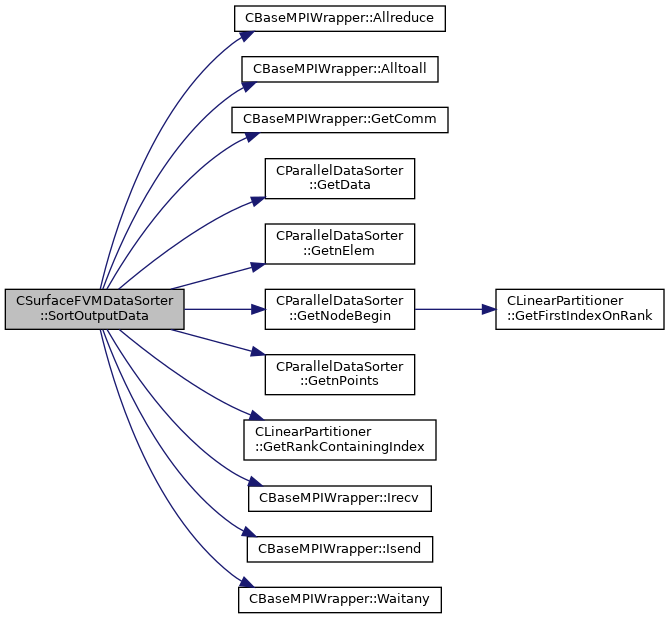 CBaseMPIWrapper::Allreduce
CBaseMPIWrapper::Alltoall
CBaseMPIWrapper::GetComm
CParallelDataSorter
::GetData
CParallelDataSorter
::GetnElem
CSurfaceFVMDataSorter
::SortOutputData
CParallelDataSorter
::GetNodeBegin
CLinearPartitioner
::GetFirstIndexOnRank
CParallelDataSorter
::GetnPoints
CLinearPartitioner
::GetRankContainingIndex
CBaseMPIWrapper::Irecv
CBaseMPIWrapper::Isend
CBaseMPIWrapper::Waitany